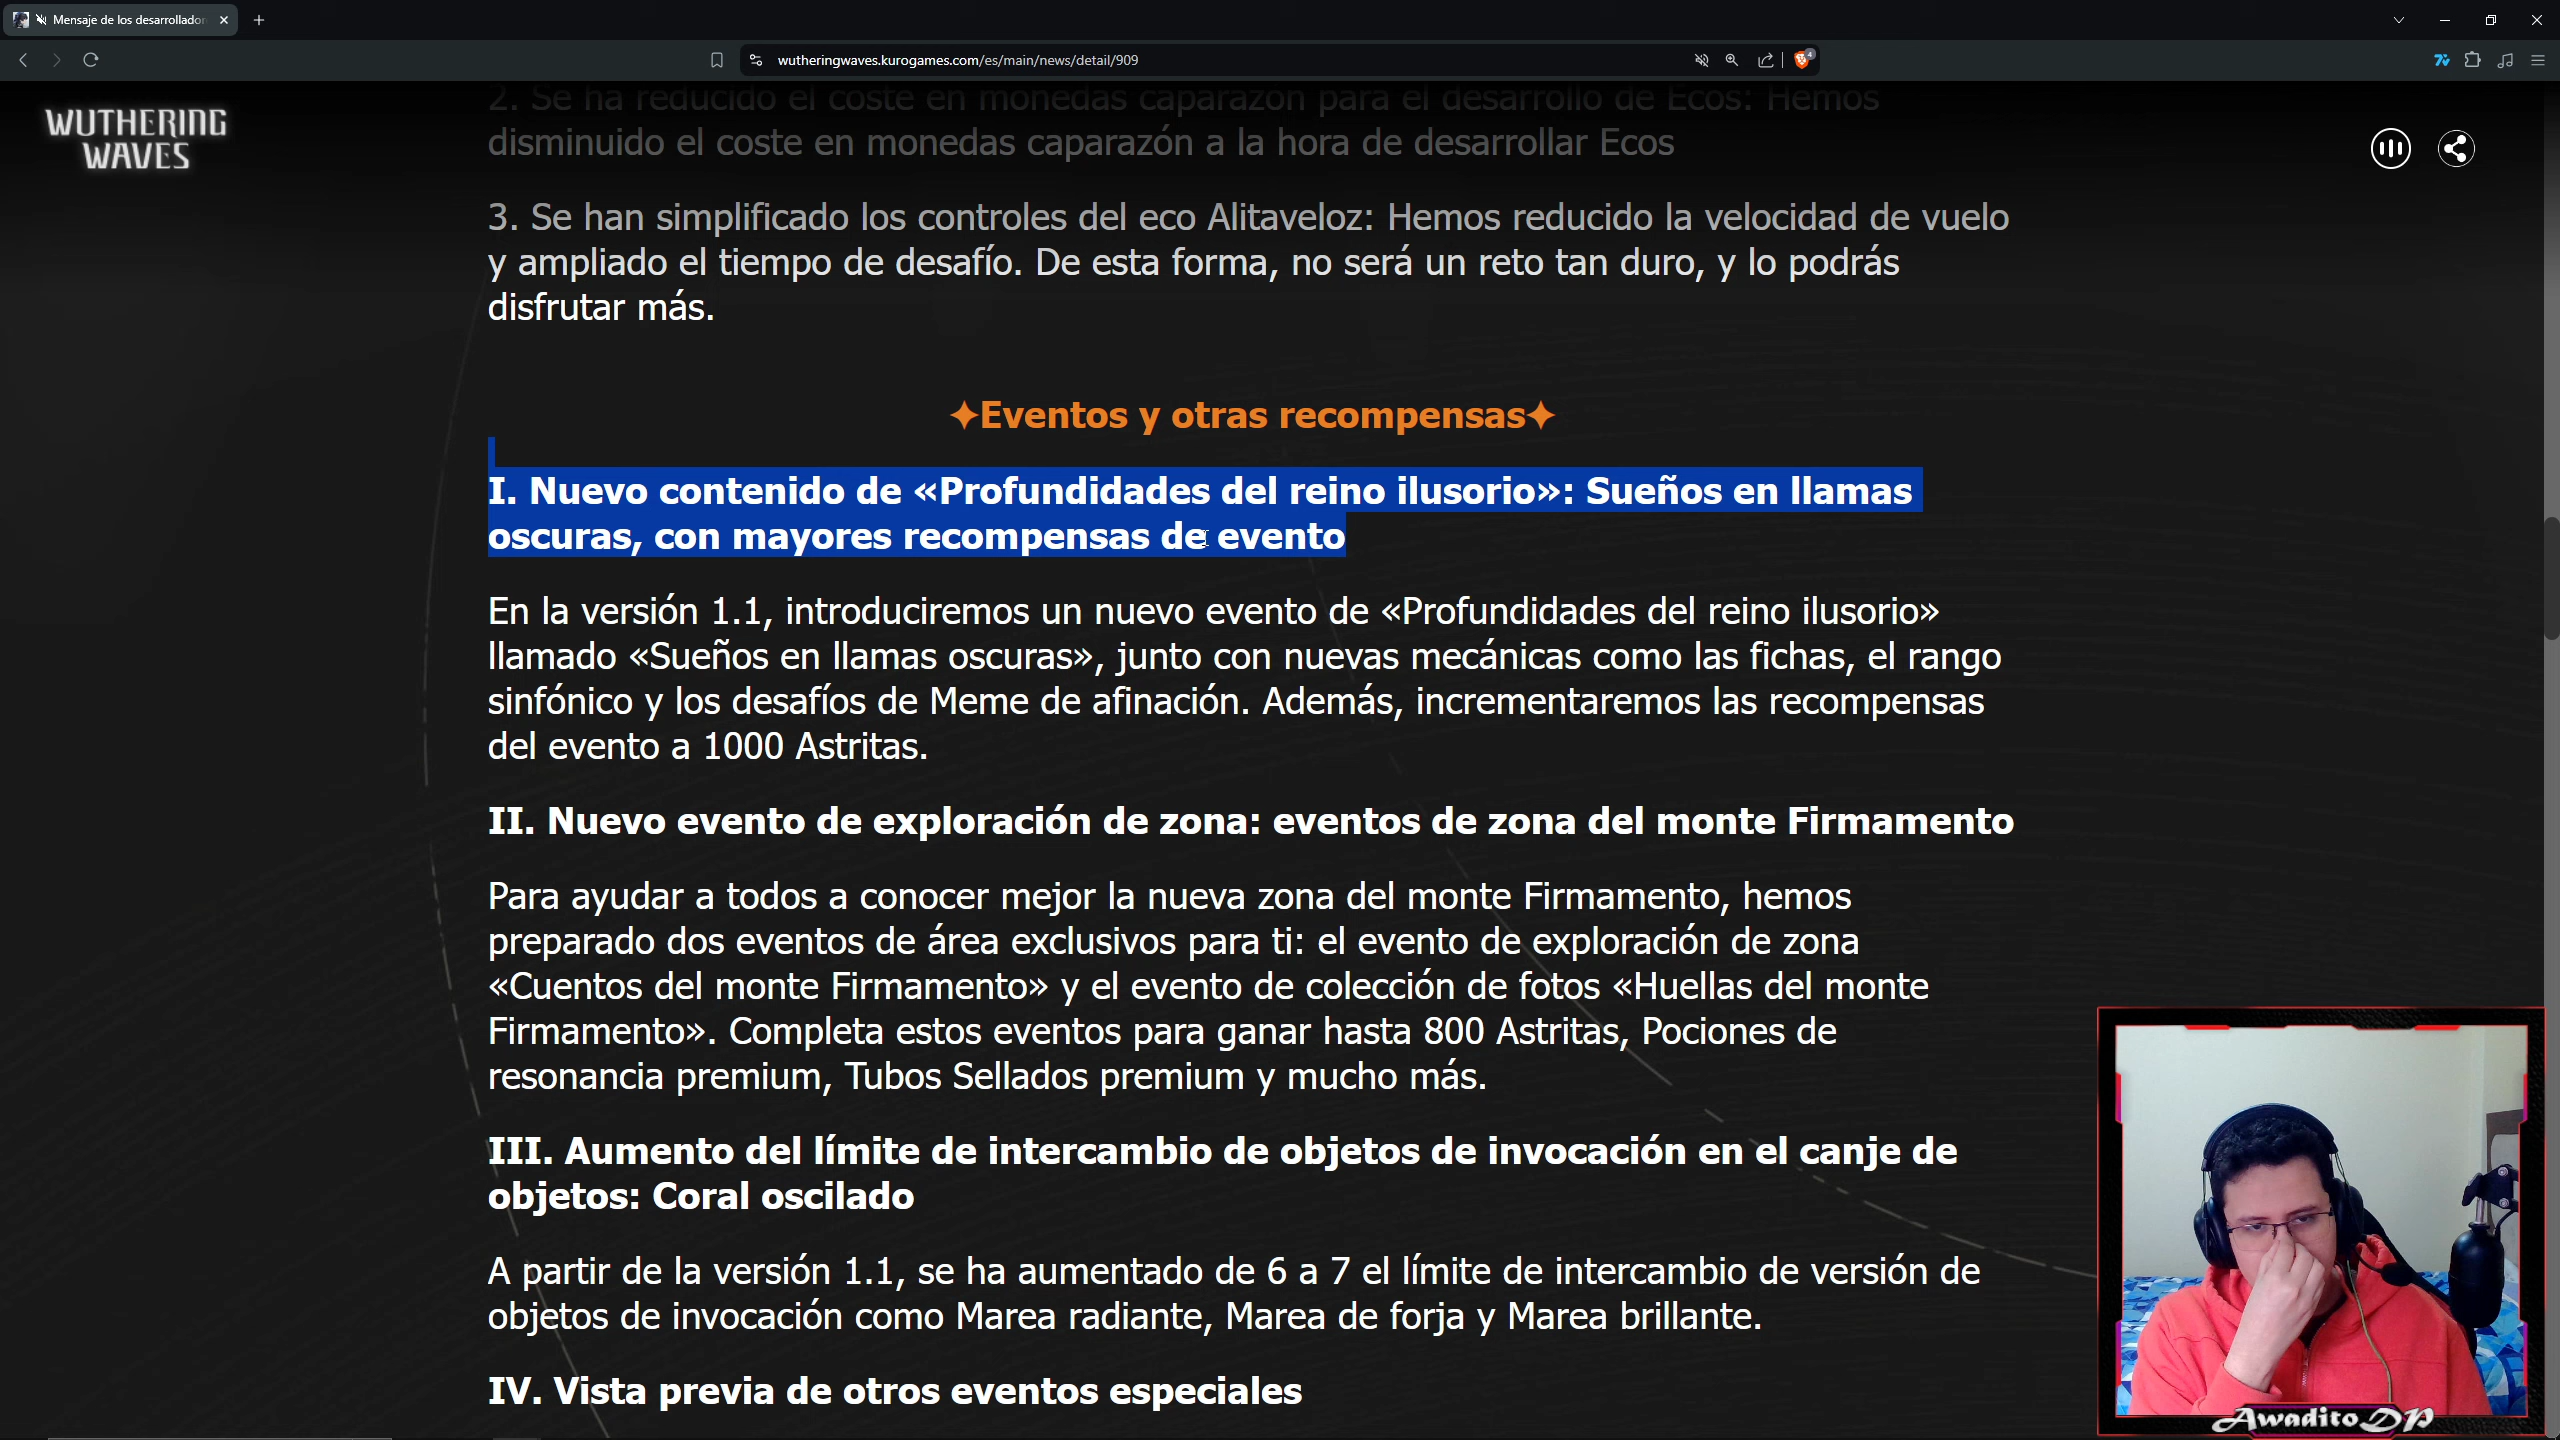 Mensaje de los desarrollador
wutheringwaves.kurogames.com/es/main/news/detail/909
4
WUTHERING
WAVES
2. Se ha reducido el coste en monedas caparazón para el desarrollo de Ecos: Hemos
disminuido el coste en monedas caparazón a la hora de desarrollar Ecos
3. Se han simplificado los controles del eco Alitaveloz: Hemos reducido la velocidad de vuelo
y ampliado el tiempo de desafío. De esta forma, no será un reto tan duro, y lo podrás
disfrutar más.
✦Eventos y otras recompensas✦
I. Nuevo contenido de «Profundidades del reino ilusorio»: Sueños en llamas
oscuras, con mayores recompensas de evento
En la versión 1.1, introduciremos un nuevo evento de «Profundidades del reino ilusorio»
llamado «Sueños en llamas oscuras», junto con nuevas mecánicas como las fichas, el rango
sinfónico y los desafíos de Meme de afinación. Además, incrementaremos las recompensas
del evento a 1000 Astritas.
II. Nuevo evento de exploración de zona: eventos de zona del monte Firmamento
Para ayudar a todos a conocer mejor la nueva zona del monte Firmamento, hemos
preparado dos eventos de área exclusivos para ti: el evento de exploración de zona
«Cuentos del monte Firmamento» y el evento de colección de fotos «Huellas del monte
Firmamento». Completa estos eventos para ganar hasta 800 Astritas, Pociones de
resonancia premium, Tubos Sellados premium y mucho más.
III. Aumento del límite de intercambio de objetos de invocación en el canje de
objetos: Coral oscilado
A partir de la versión 1.1, se ha aumentado de 6 a 7 el límite de intercambio de versión de
objetos de invocación como Marea radiante, Marea de forja y Marea brillante.
IV. Vista previa de otros eventos especiales
AwaditoDP